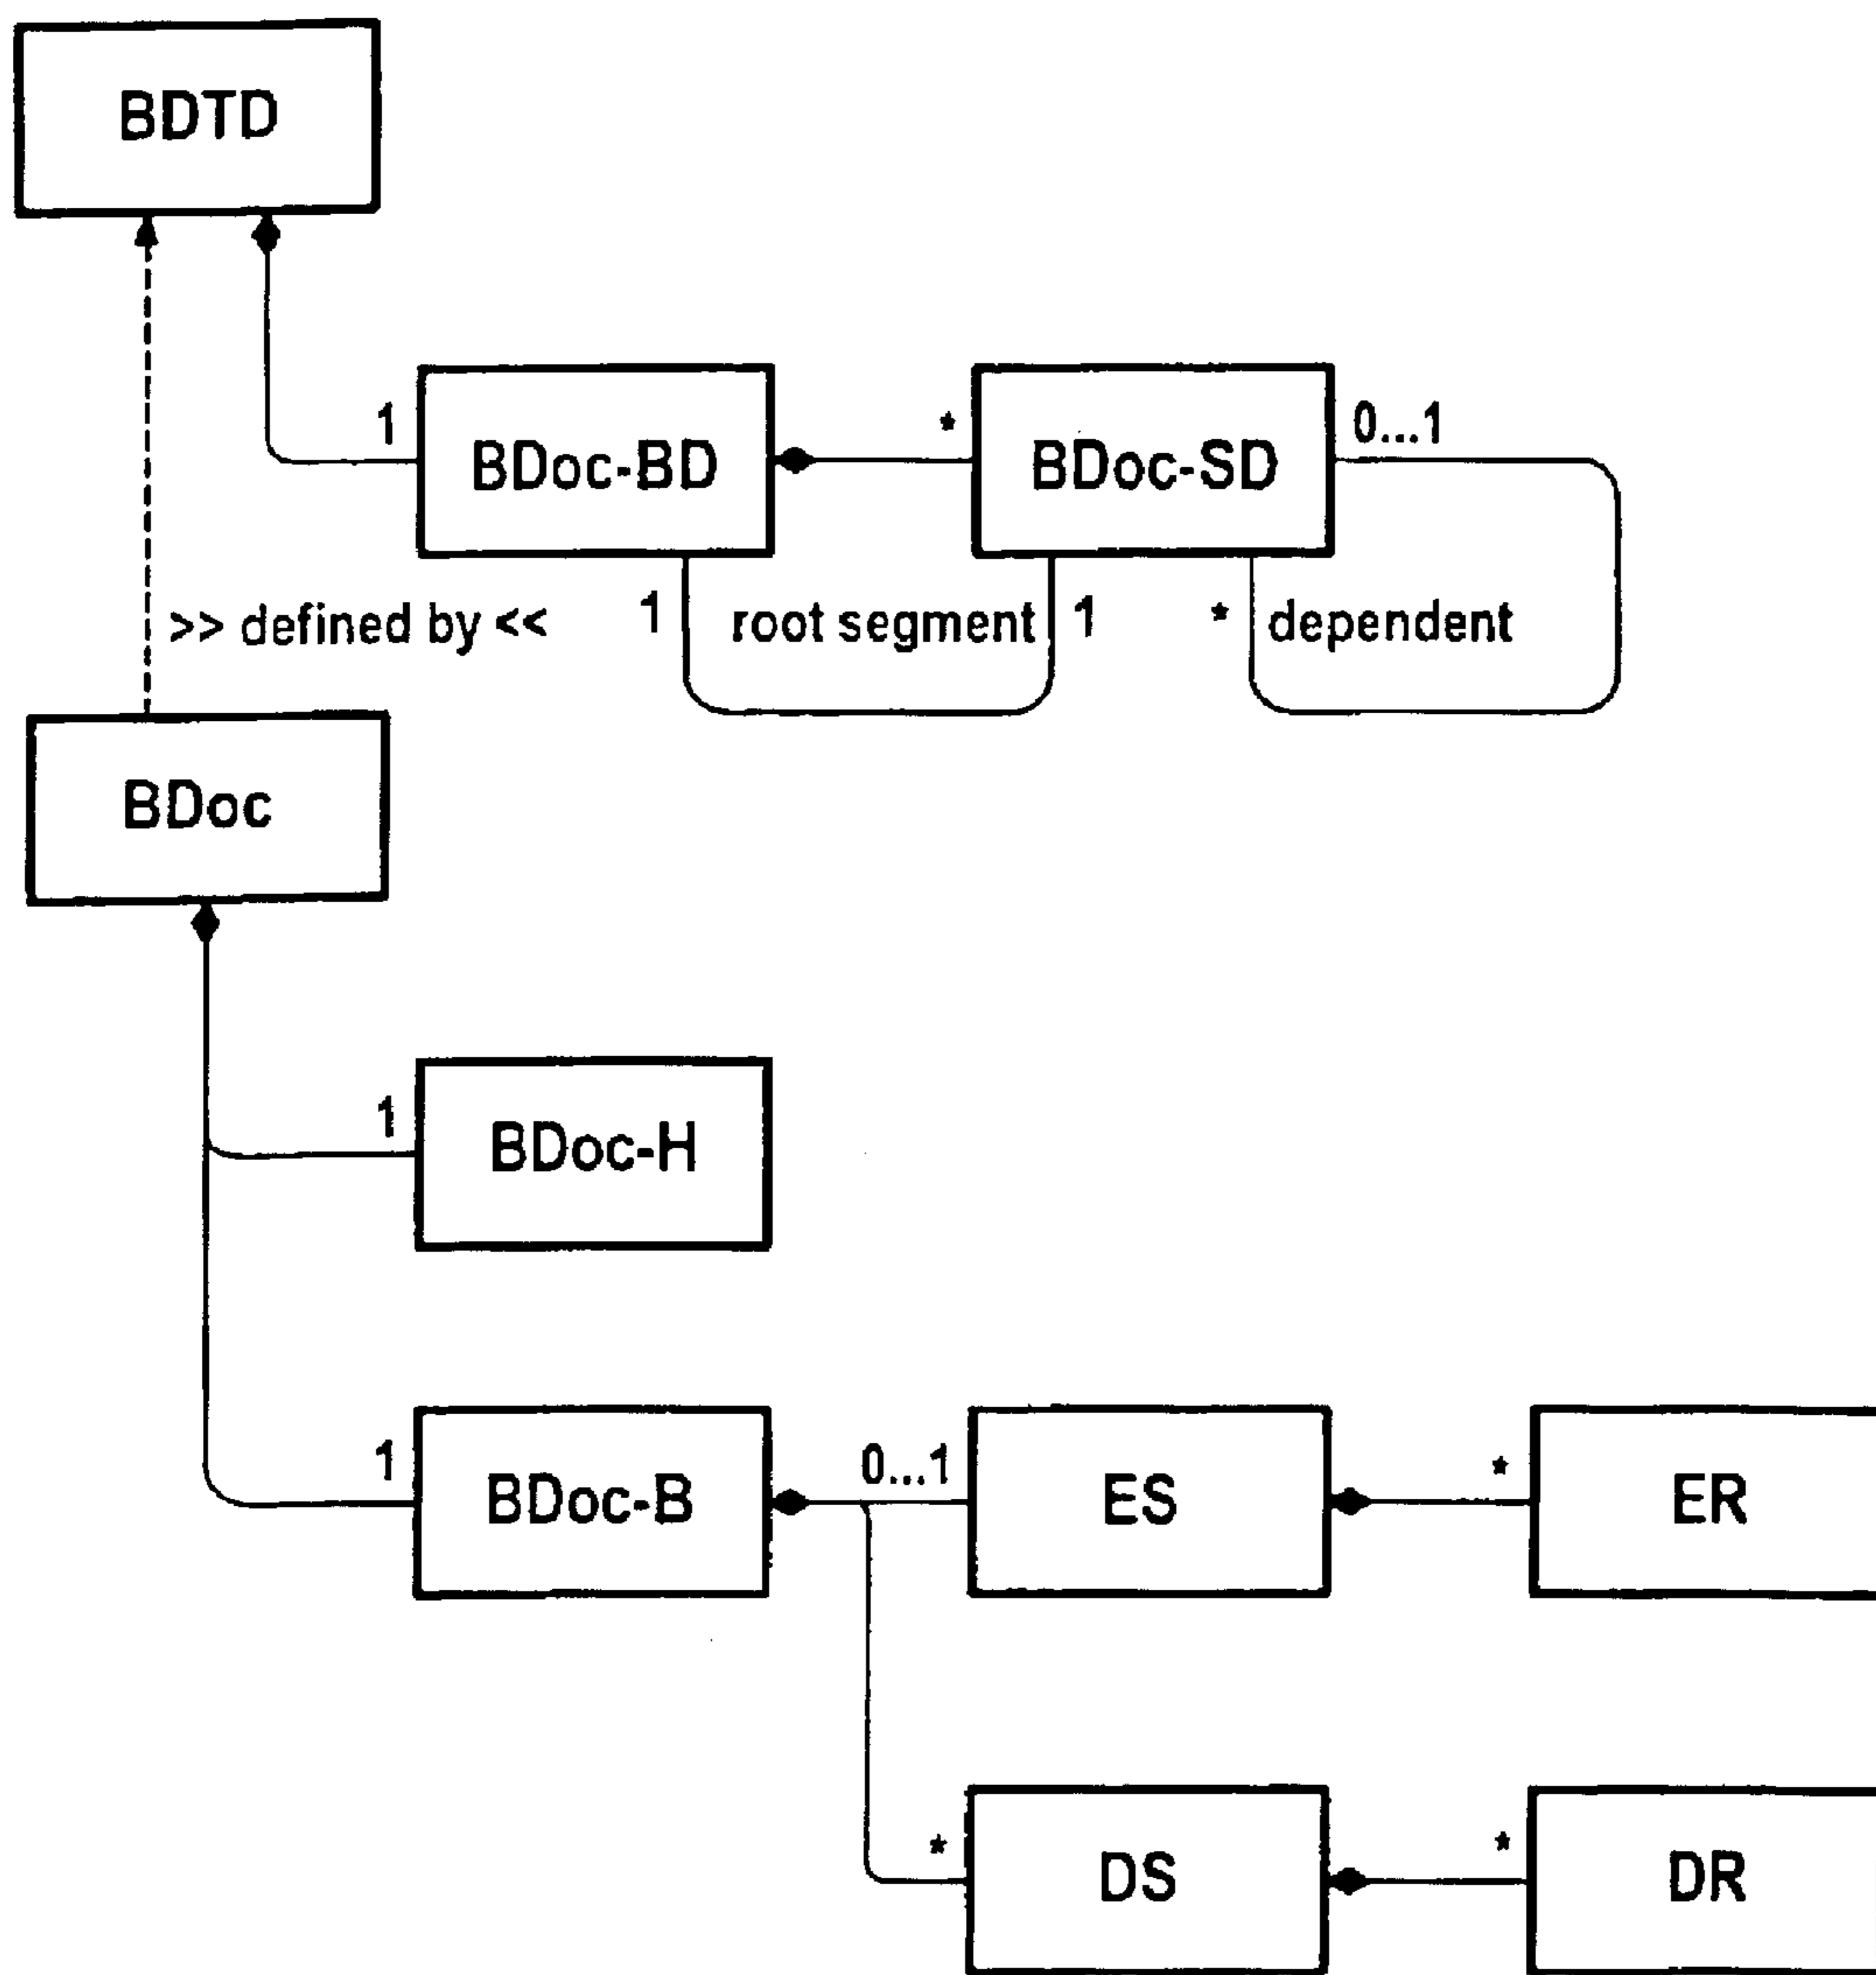 BDTD
1
BDoc-BD
*
BDoc-SD
0...1
>> defined by <<
1
root segment
1
*
dependent
BDoc
1
BDoc-H
1
BDoc-B
0...1
ES
*
ER
*
DS
*
DR